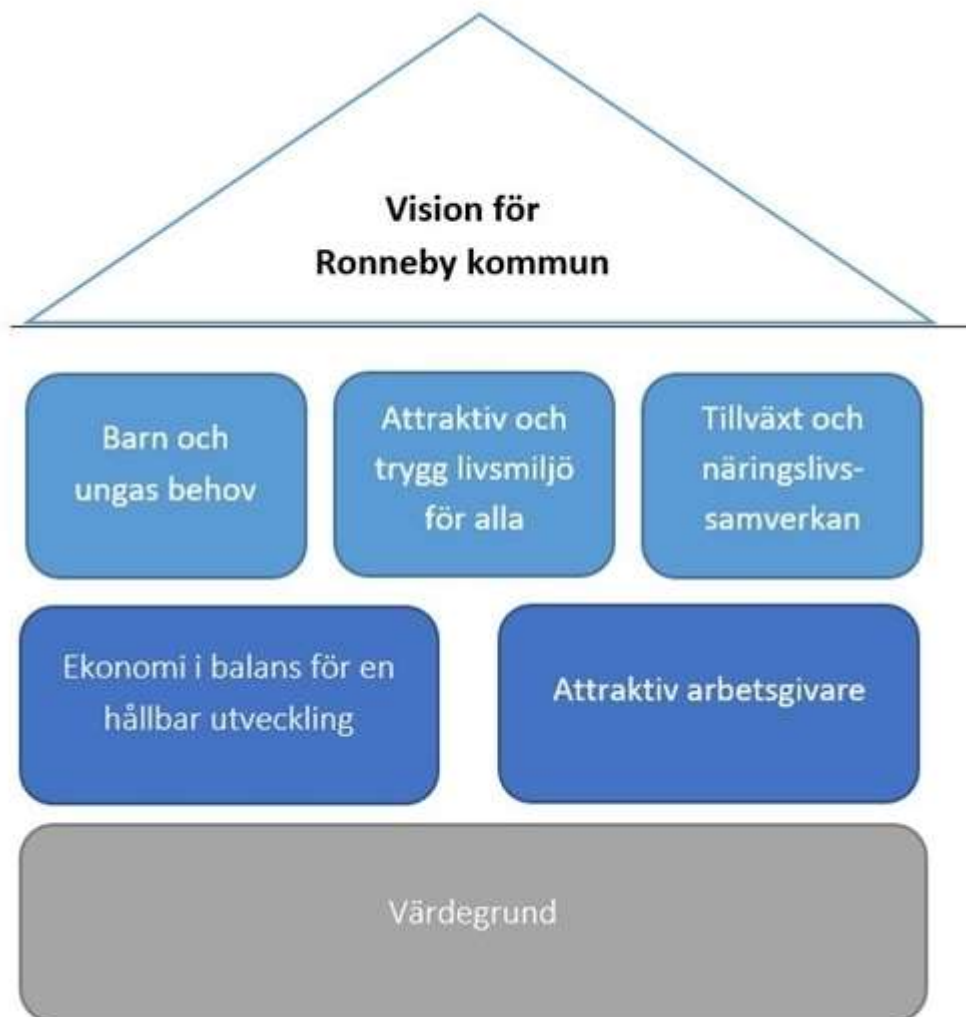 Vision för
Ronneby kommun
Barn och
ungas behov
Attraktiv och
trygg livsmiljö
för alla
Tillväxt och
näringslivs-
samverkan
Ekonomi i balans för en
hållbar utveckling
Attraktiv arbetsgivare
Värdegrund